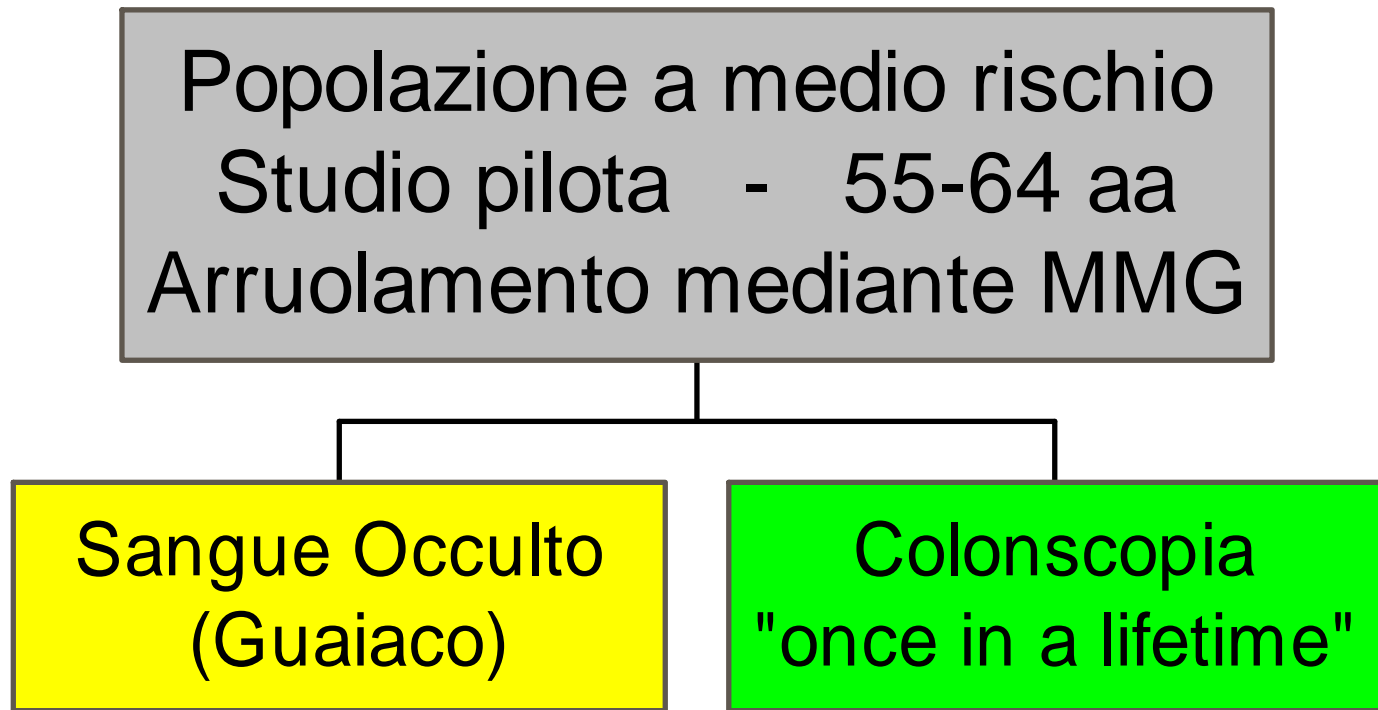 Popolazione a medio rischio
Studio pilota - 55-64 aa
Arruolamento mediante MMG
Sangue Occulto
(Guaiaco)
Colonscopia
"once in a lifetime"